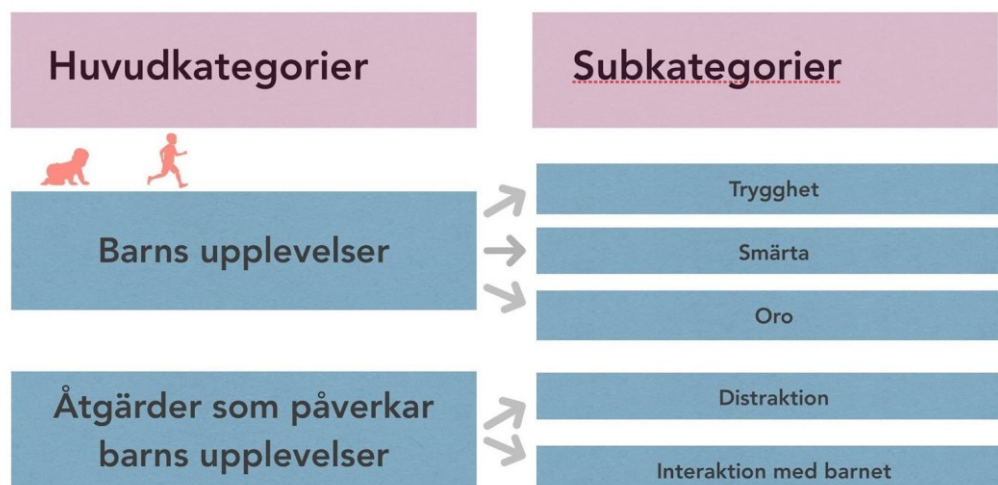 Huvudkategorier
Subkategorier
Barns upplevelser
Trygghet
Smärta
Oro
Åtgärder som påverkar
barns upplevelser
Distraktion
Interaktion med barnet